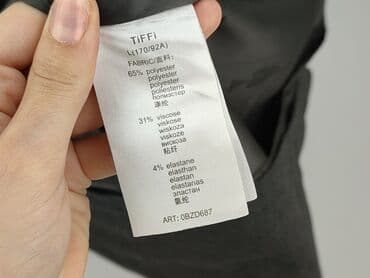 TiFFi
L(170/92A)
FABRIC/面料:
65% polyester
polyester
polyester
poliesteris
полиэстер
涤纶
31% viscose
viskose
wiskoza
viskoze
вискоза
粘纤
4% elastane
elasthan
elastan
elastanas
эластан
氨纶
ART: 0BZD687